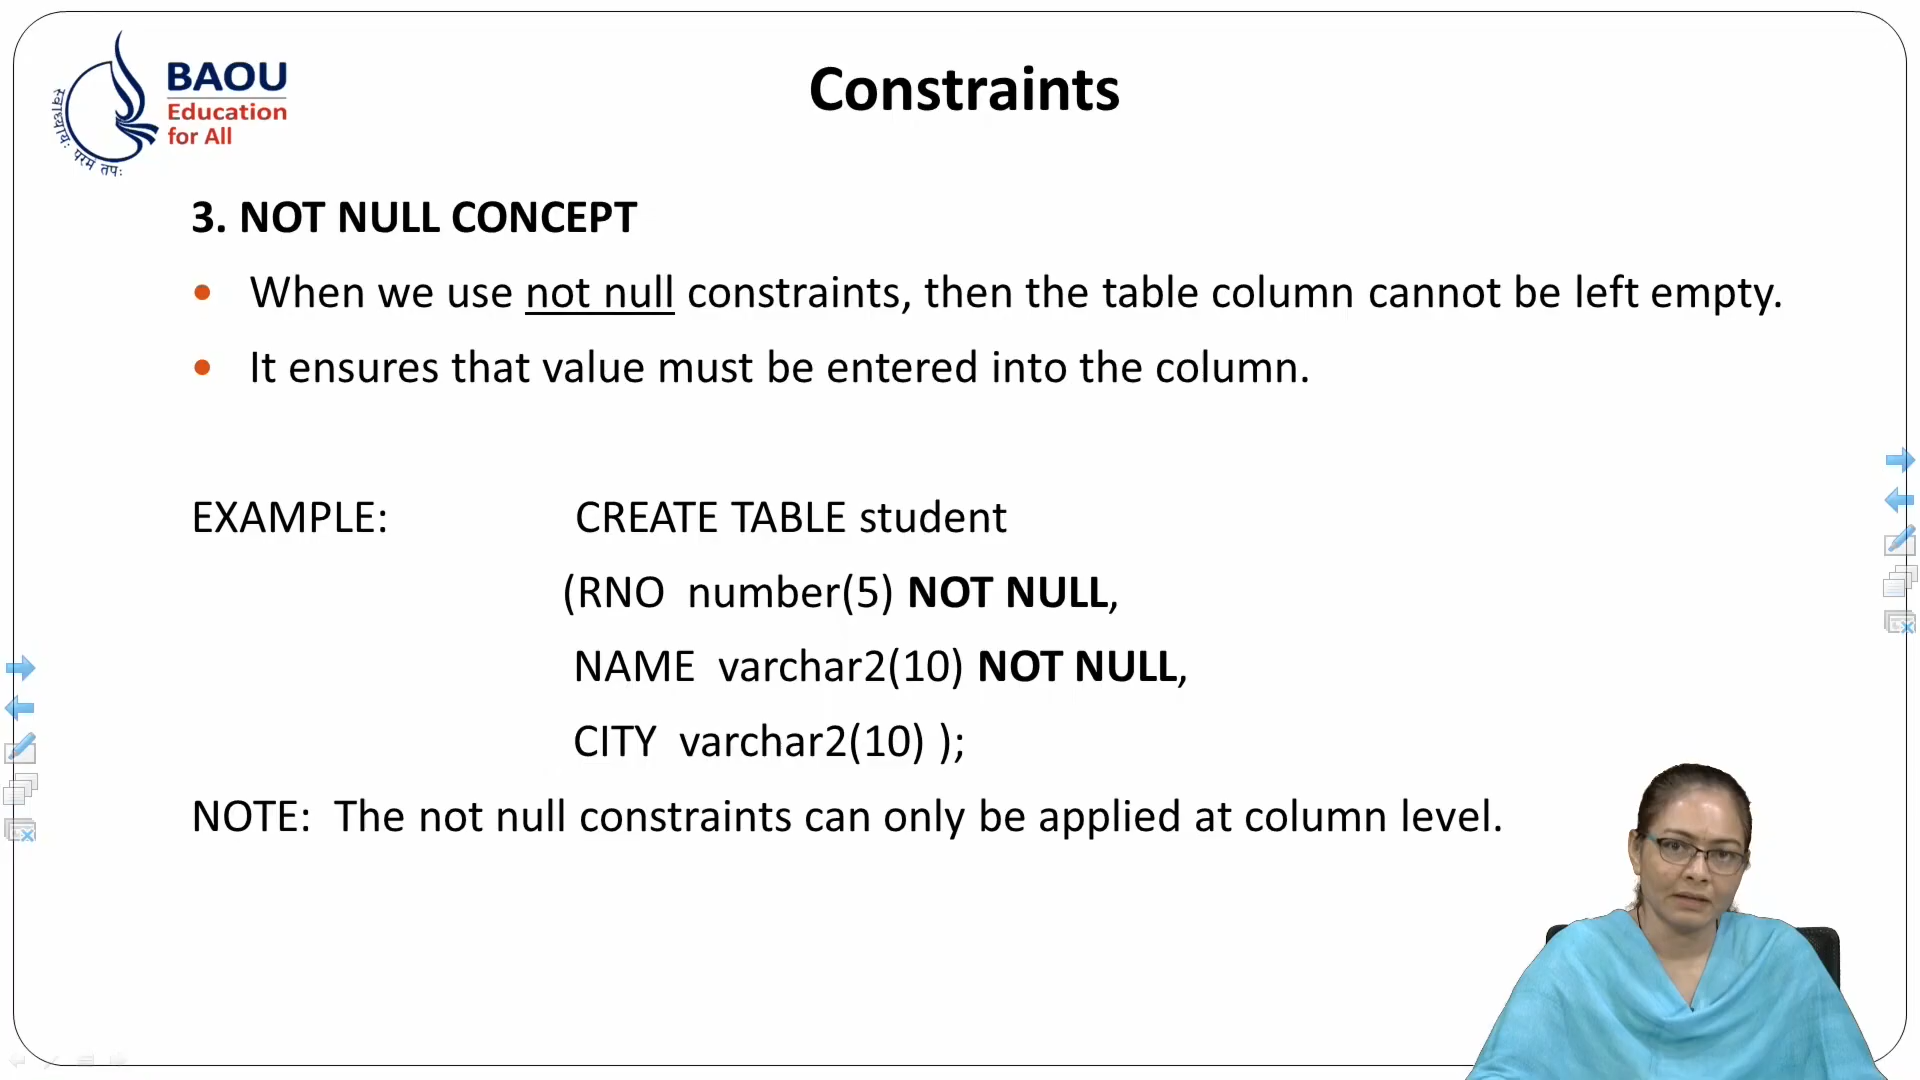 स्वाध्यायः परमं तपः
BAOU
Education
for All
Constraints
3. NOT NULL CONCEPT
• When we use not null constraints, then the table column cannot be left empty.
• It ensures that value must be entered into the column.
EXAMPLE: CREATE TABLE student
(RNO number(5) NOT NULL,
NAME varchar2(10) NOT NULL,
CITY varchar2(10) );
NOTE: The not null constraints can only be applied at column level.